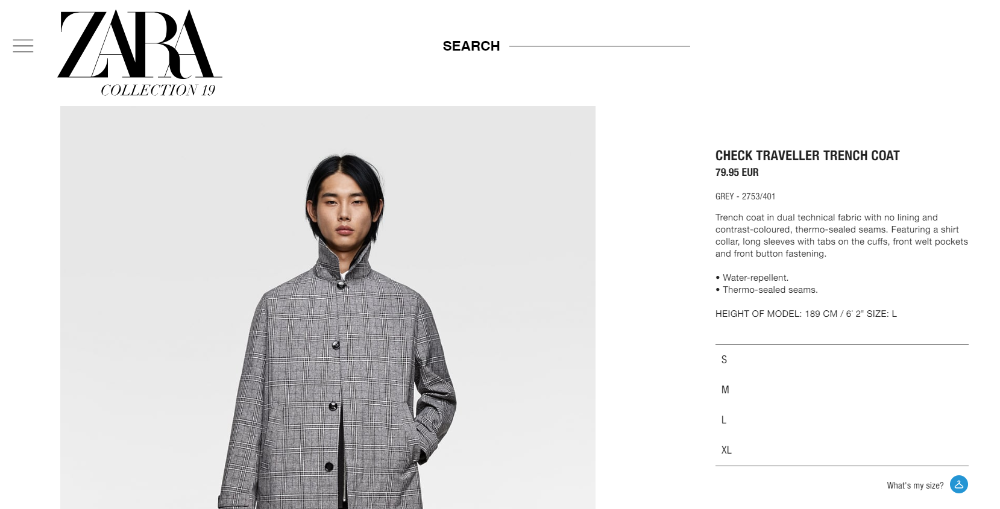 ZARA
COLLECTION 19
SEARCH
CHECK TRAVELLER TRENCH COAT
79.95 EUR
GREY - 2753/401
Trench coat in dual technical fabric with no lining and
contrast-coloured, thermo-sealed seams. Featuring a shirt
collar, long sleeves with tabs on the cuffs, front welt pockets
and front button fastening.
• Water-repellent.
• Thermo-sealed seams.
HEIGHT OF MODEL: 189 CM / 6' 2" SIZE: L
S
M
L
XL
What's my size?